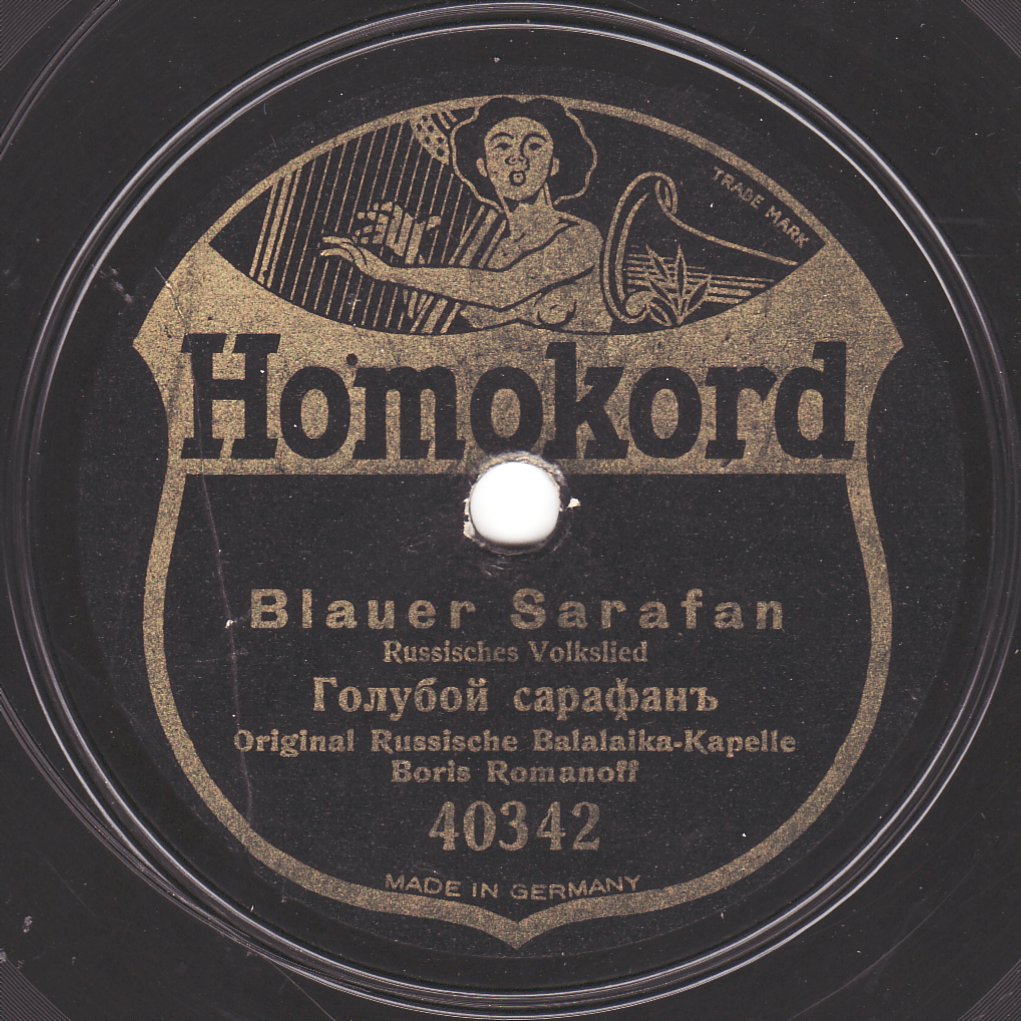 TRADE MARK
Homokord
Blauer Sarafan
Russisches Volkslied
Голубой сарафанъ
Original Russische Balalaika-Kapelle
Boris Romanoff
40342
MADE IN GERMANY